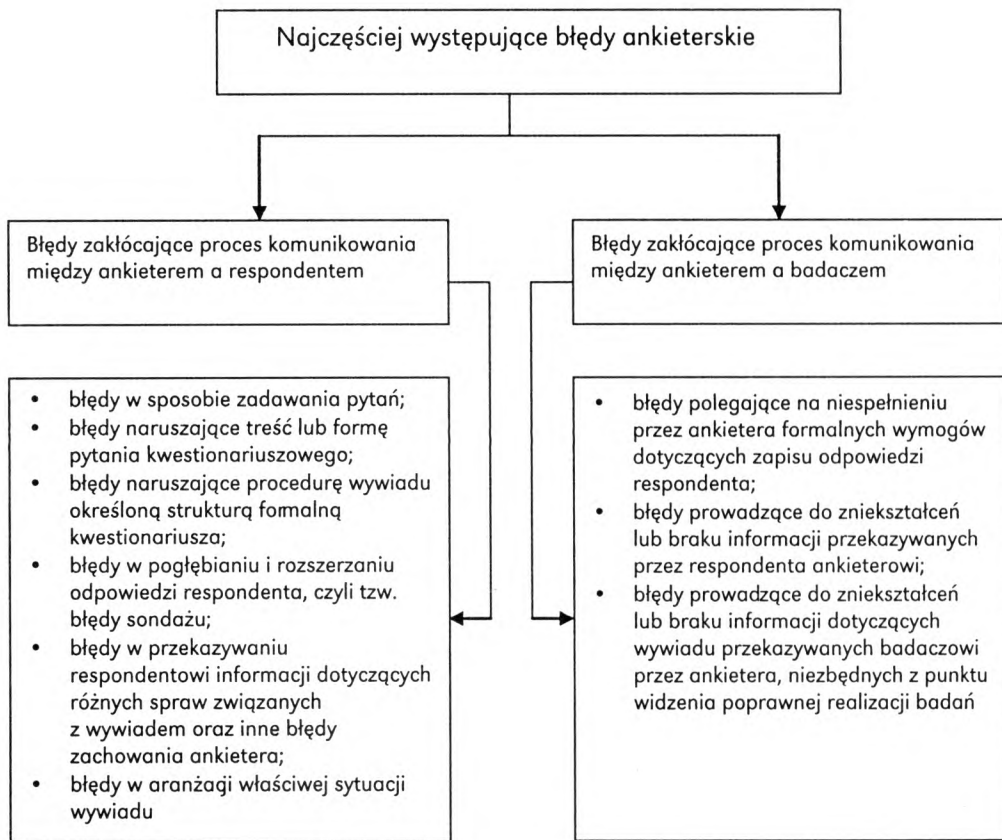 Najczęściej występujące błędy ankieterskie
Błędy zakłócające proces komunikowania
między ankieterem a respondentem
Błędy zakłócające proces komunikowania
między ankieterem a badaczem
• błędy w sposobie zadawania pytań;
• błędy naruszające treść lub formę
pytania kwestionariuszowego;
• błędy naruszające procedurę wywiadu
określoną strukturą formalną
kwestionariusza;
• błędy w pogłębianiu i rozszerzaniu
odpowiedzi respondenta, czyli tzw.
błędy sondażu;
• błędy w przekazywaniu
respondentowi informacji dotyczących
różnych spraw związanych
z wywiadem oraz inne błędy
zachowania ankietera;
• błędy w aranżagi właściwej sytuacji
wywiadu
• błędy polegające na niespełnieniu
przez ankietera formalnych wymogów
dotyczących zapisu odpowiedzi
respondenta;
• błędy prowadzące do zniekształceń
lub braku informacji przekazywanych
przez respondenta ankieterowi;
• błędy prowadzące do zniekształceń
lub braku informacji dotyczących
wywiadu przekazywanych badaczowi
przez ankietera, niezbędnych z punktu
widzenia poprawnej realizacji badań